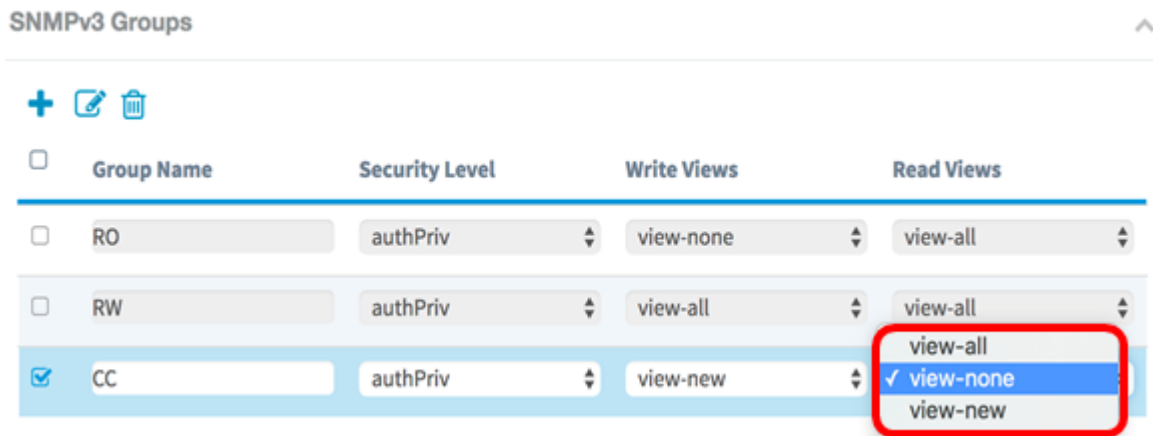 SNMPv3 Groups
Group Name Security Level Write Views Read Views
RO authPriv view-none view-all
RW authPriv view-all view-all
view-all
CC authPriv view-new ✓ view-none
view-new